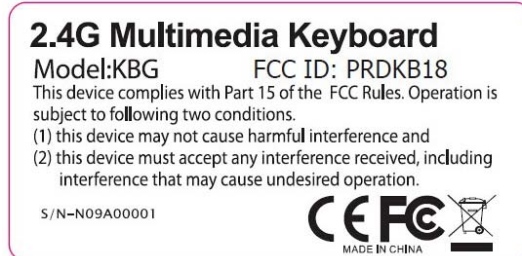 2.4G Multimedia Keyboard
Model:KBG FCC ID: PRDKB18
This device complies with Part 15 of the FCC Rules. Operation is
subject to following two conditions.
(1) this device may not cause harmful interference and
(2) this device must accept any interference received, including
interference that may cause undesired operation.
S/N-N09A00001
CE FC
MADE IN CHINA